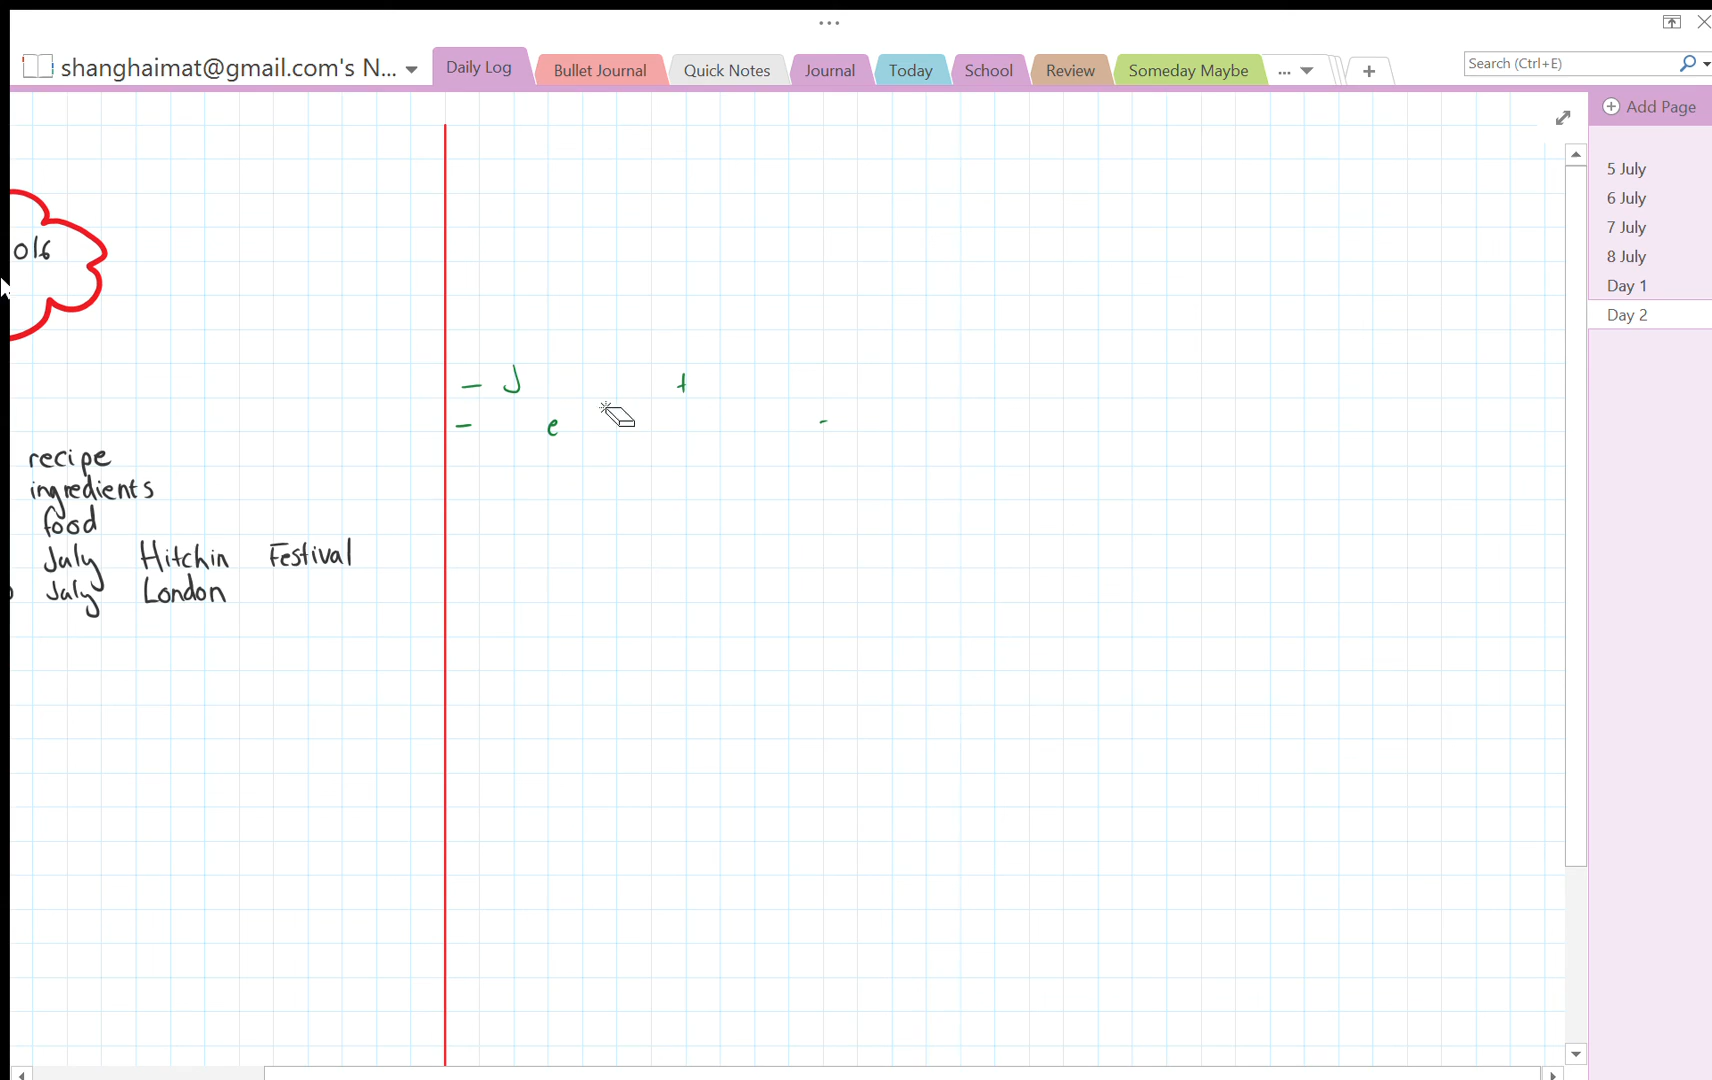 ...
shanghaimat@gmail.com's N...
Daily Log
Bullet Journal
Quick Notes
Journal
Today
School
Review
Someday Maybe
...
+
Search (Ctrl+E)
Add Page
5 July
6 July
7 July
8 July
Day 1
Day 2
016
recipe
ingredients
food
July Hitchin Festival
July London
- J t
- e -